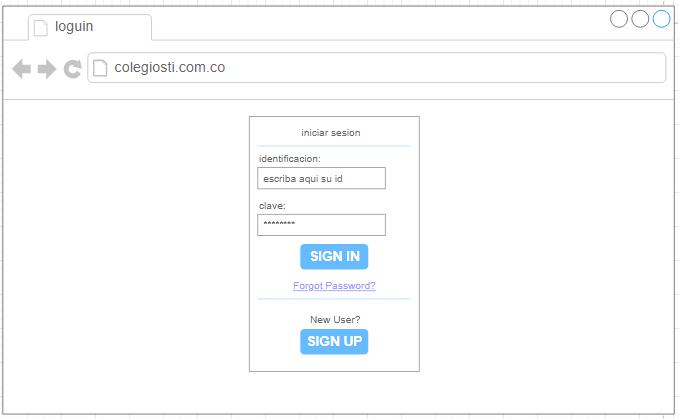 loguin
colegiosti.com.co
iniciar sesion
identificacion:
escriba aqui su id
clave:
********
SIGN IN
Forgot Password?
New User?
SIGN UP